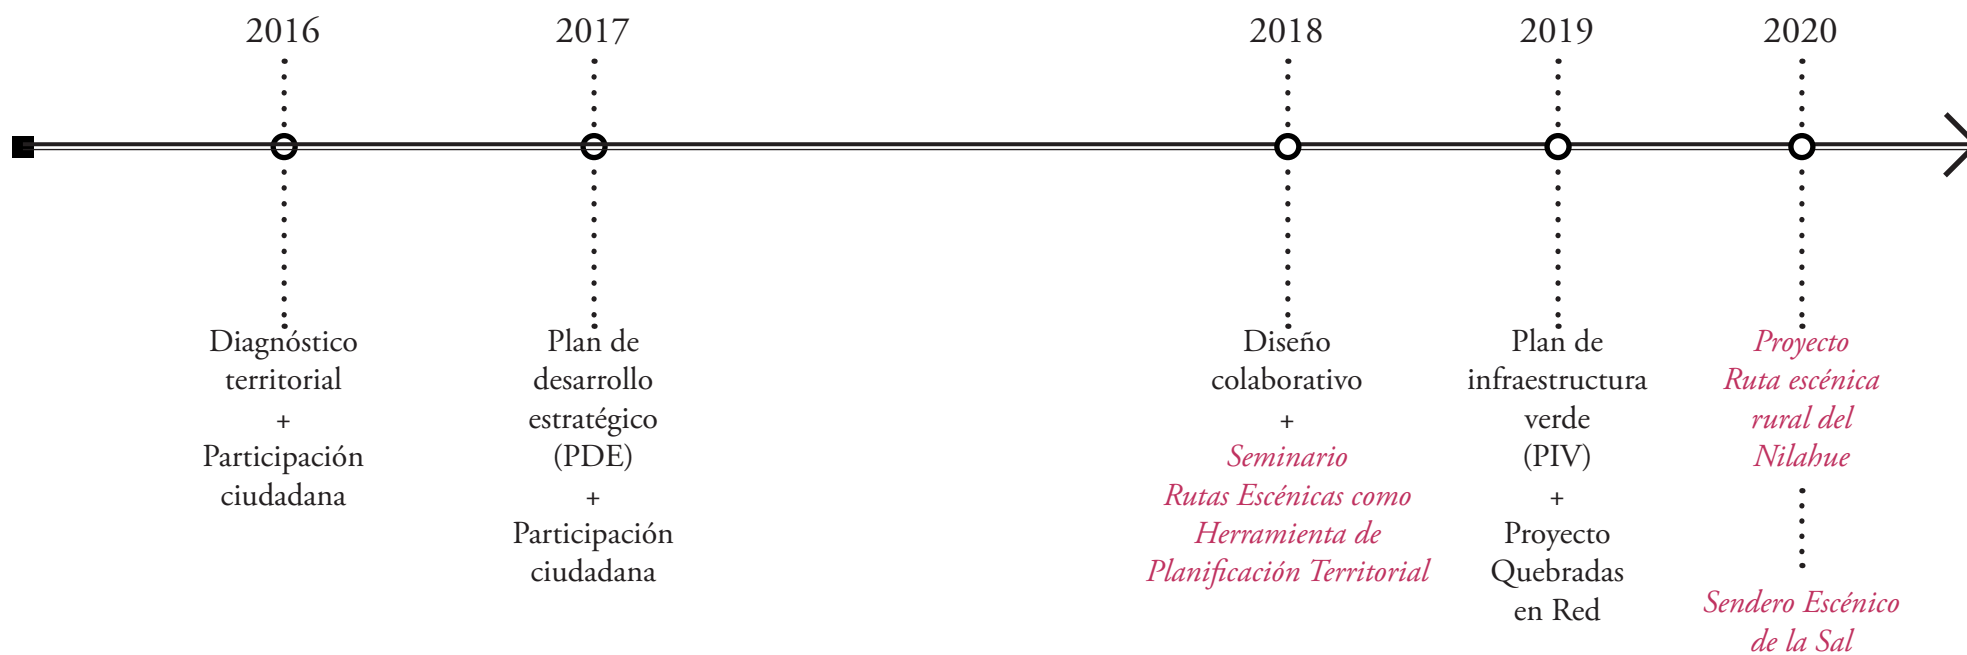 2016
2017
2018
2019
2020
Diagnóstico
territorial
+
Participación
ciudadana
Plan de
desarrollo
estratégico
(PDE)
+
Participación
ciudadana
Diseño
colaborativo
+
Seminario
Rutas Escénicas como
Herramienta de
Planificación Territorial
Plan de
infraestructura
verde
(PIV)
+
Proyecto
Quebradas
en Red
Proyecto
Ruta escénica
rural del
Nilahue
Sendero Escénico
de la Sal